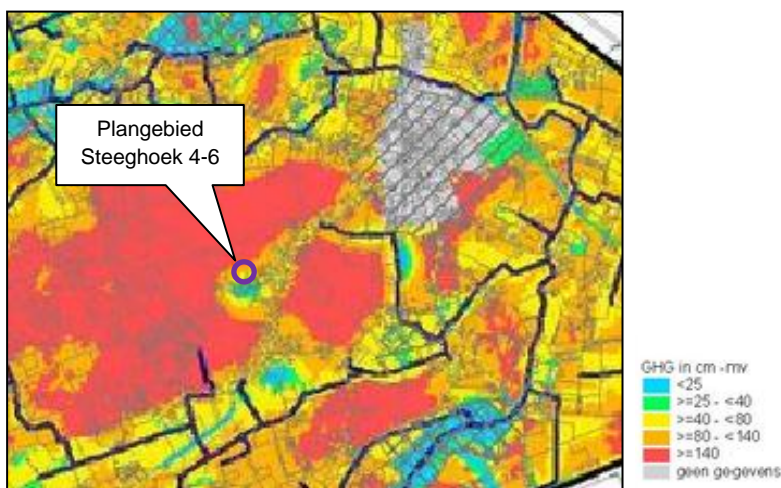 Plangebied
Steeghoek 4-6
GHG in cm -mv
<25
>=25 - <40
>=40 - <80
>=80 - <140
>=140
geen gegevens